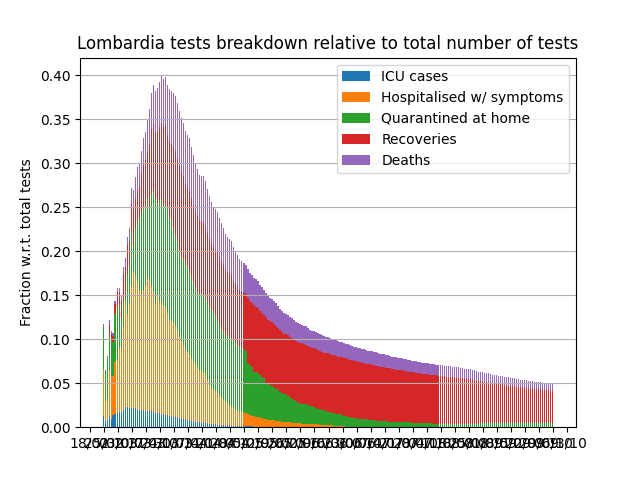 Lombardia tests breakdown relative to total number of tests
ICU cases
Hospitalised w/ symptoms
Quarantined at home
Recoveries
Deaths
Fraction w.r.t. total tests
0.40
0.35
0.30
0.25
0.20
0.15
0.10
0.05
0.00